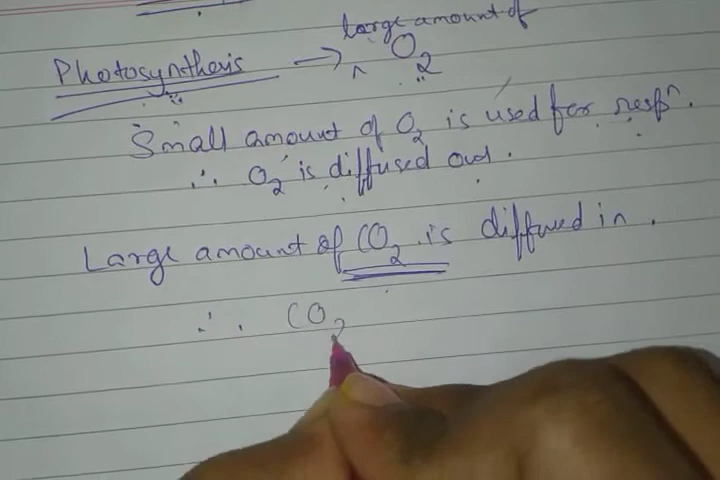 large amount of
Photosynthesis → ^ O2
Small amount of O2 is used for respn.
∴ O2 is diffused out.
Large amount of CO2 is diffused in.
∴ CO2